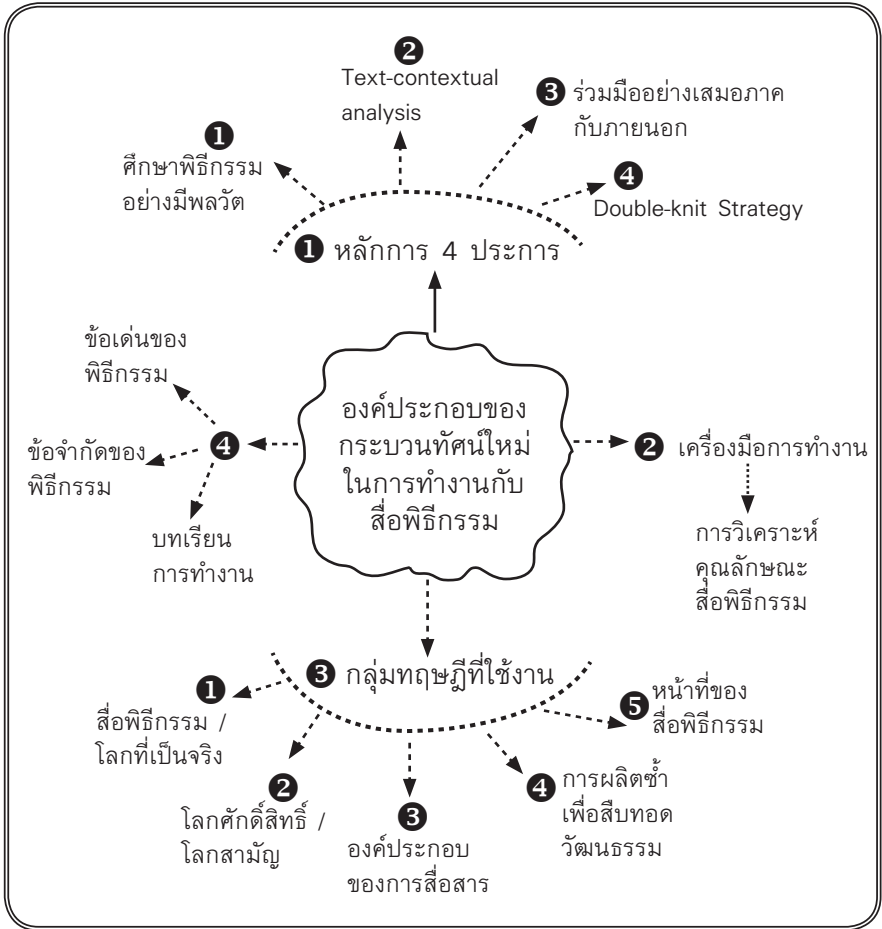 ❷
Text-contextual
analysis
❸ ร่วมมืออย่างเสมอภาค
กับภายนอก
❶
ศึกษาพิธีกรรม
อย่างมีพลวัต
❹
Double-knit Strategy
❶ หลักการ 4 ประการ
ข้อเด่นของ
พิธีกรรม
ข้อจำกัดของ
พิธีกรรม
❹
บทเรียน
การทำงาน
องค์ประกอบของ
กระบวนทัศน์ใหม่
ในการทำงานกับ
สื่อพิธีกรรม
❷ เครื่องมือการทำงาน
การวิเคราะห์
คุณลักษณะ
สื่อพิธีกรรม
❸ กลุ่มทฤษฎีที่ใช้งาน
❶
สื่อพิธีกรรม /
โลกที่เป็นจริง
❷
โลกศักดิ์สิทธิ์ /
โลกสามัญ
❸
องค์ประกอบ
ของการสื่อสาร
❹ การผลิตซ้ำ
เพื่อสืบทอด
วัฒนธรรม
❺ หน้าที่ของ
สื่อพิธีกรรม